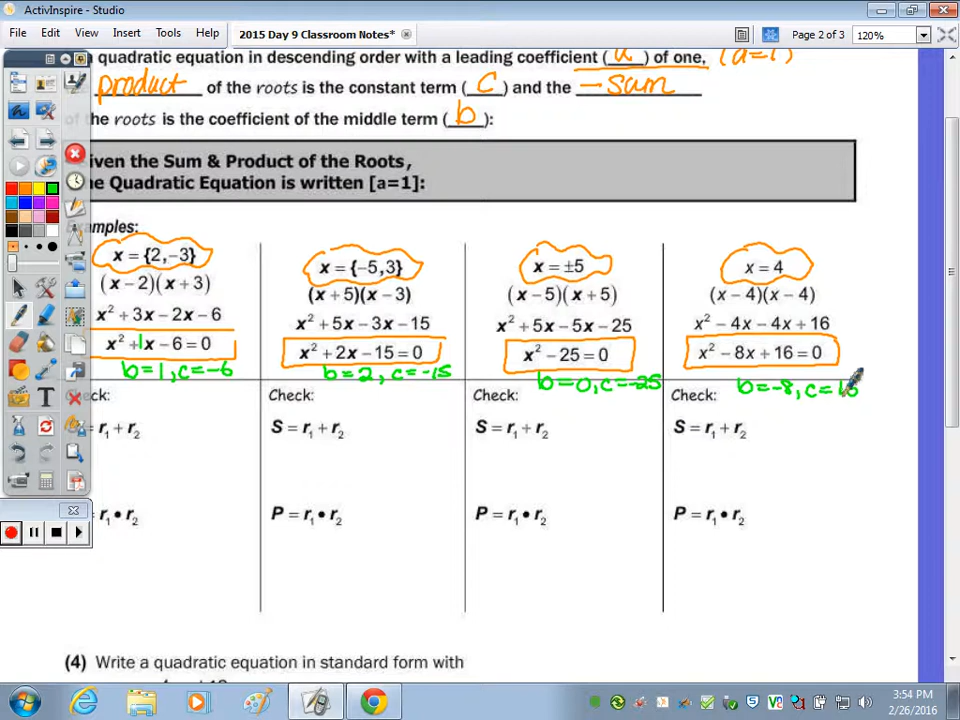 ActivInspire - Studio
File Edit View Insert Tools Help 2015 Day 9 Classroom Notes* Page 2 of 3 120%
quadratic equation in descending order with a leading coefficient (a) of one, (a=1)
product of the roots is the constant term (c) and the -sum
the roots is the coefficient of the middle term (b):
iven the Sum & Product of the Roots,
e Quadratic Equation is written [a=1]:
amples:
x = {2,−3}
(x − 2)(x + 3)
x² + 3x − 2x − 6
x² + 1x − 6 = 0
b=1, c=-6
x = {−5,3}
(x + 5)(x − 3)
x² + 5x − 3x − 15
x² + 2x − 15 = 0
b=2, c=-15
x = ±5
(x − 5)(x + 5)
x² + 5x − 5x − 25
x² − 25 = 0
b=0, c=-25
x = 4
(x − 4)(x − 4)
x² − 4x − 4x + 16
x² − 8x + 16 = 0
b=-8, c=16
eck:
= r₁ + r₂
= r₁ • r₂
Check:
S = r₁ + r₂
P = r₁ • r₂
Check:
S = r₁ + r₂
P = r₁ • r₂
Check:
S = r₁ + r₂
P = r₁ • r₂
(4) Write a quadratic equation in standard form with
3:54 PM
2/26/2016